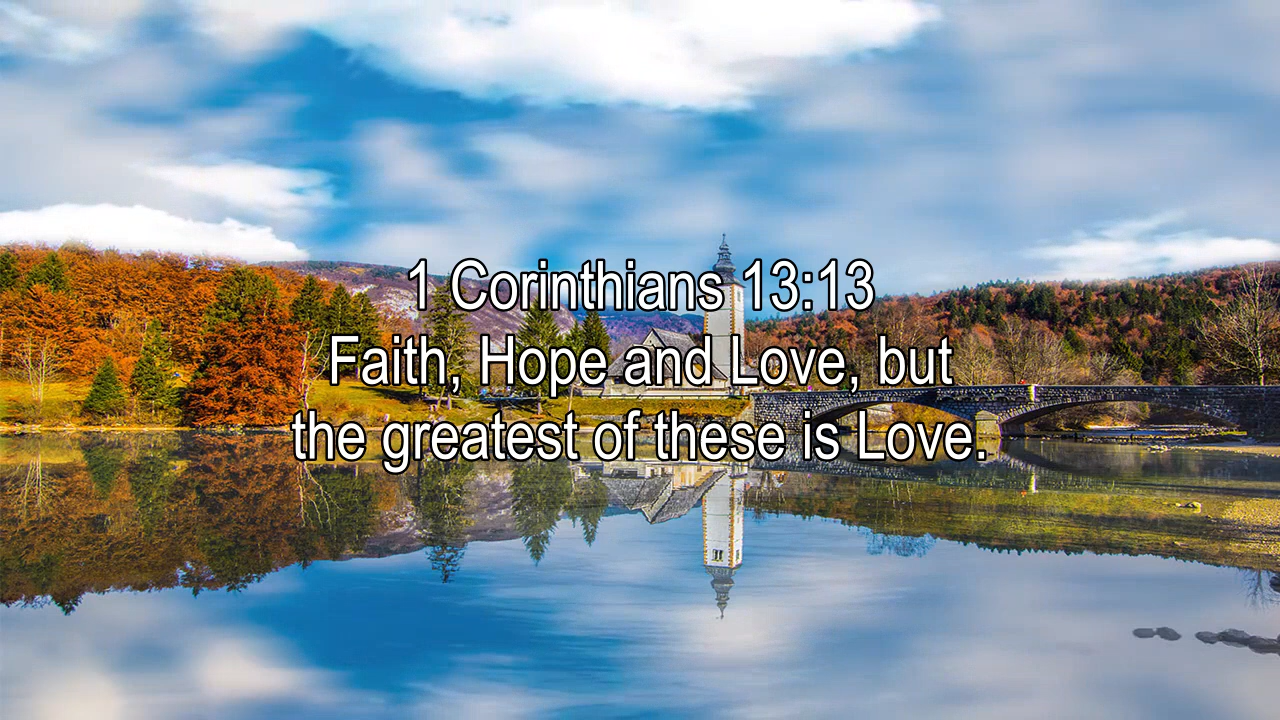 1 Corinthians 13:13
Faith, Hope and Love, but
the greatest of these is Love.